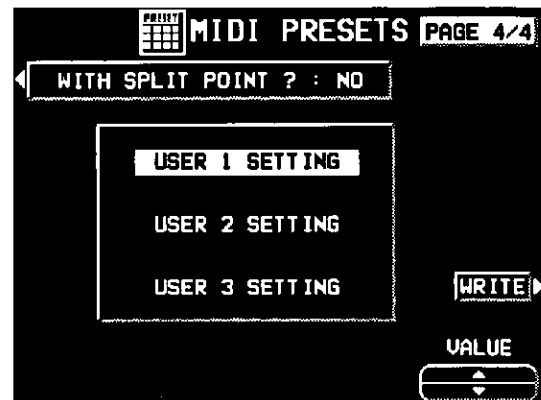 PRESET
MIDI PRESETS PAGE 4/4
WITH SPLIT POINT ? : NO
USER 1 SETTING
USER 2 SETTING
USER 3 SETTING
WRITE
VALUE